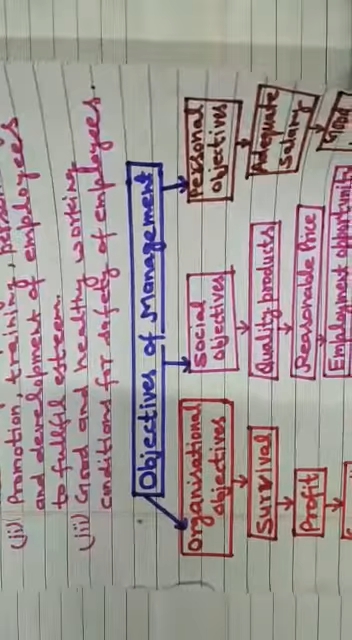 (ii) Promotion, training,
and development of employees
to fulfil esteem
(iii) Good and healthy working
conditions for safety of employees.
Objectives of Management
Organisational objectives
Social objectives
Personal objectives
Survival
Quality products
Adequate salary
Profit
Reasonable Price
Employment opportunity